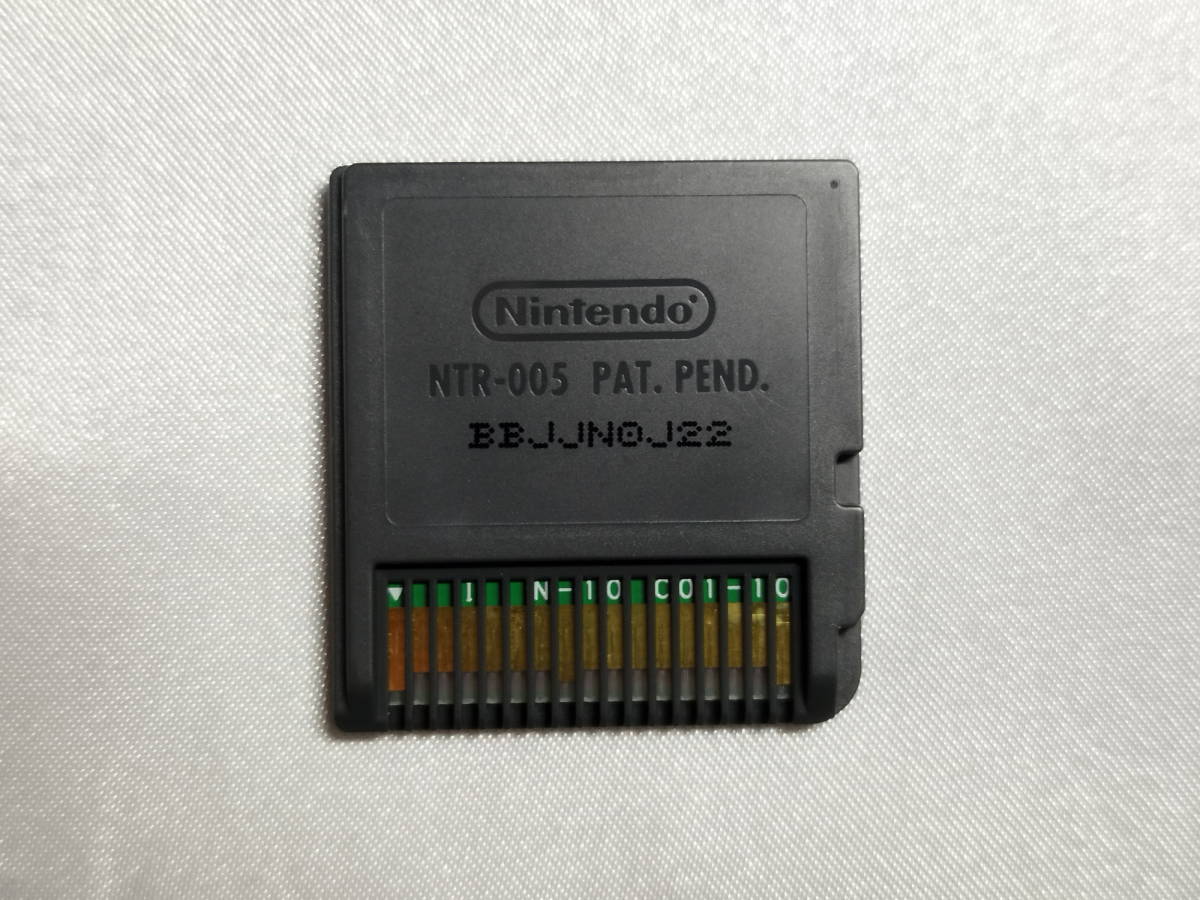 Nintendo
NTR-005 PAT. PEND.
BBJJN0J22
▼ I N-10 C01-10